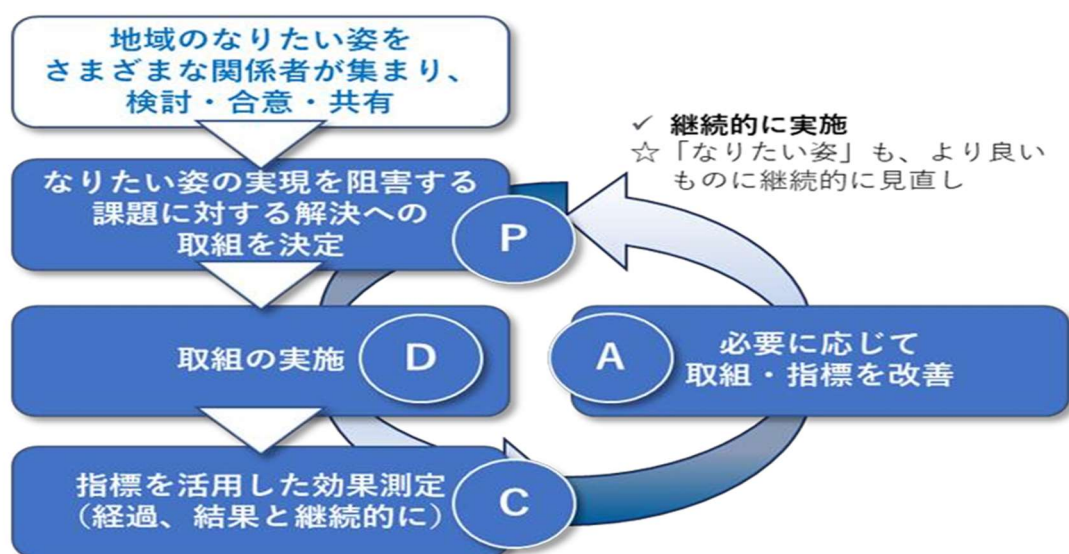 地域のなりたい姿を
さまざまな関係者が集まり、
検討・合意・共有
✓ 継続的に実施
☆「なりたい姿」も、より良い
ものに継続的に見直し
なりたい姿の実現を阻害する
課題に対する解決への
取組を決定
P
取組の実施
D
A
必要に応じて
取組・指標を改善
指標を活用した効果測定
（経過、結果と継続的に）
C